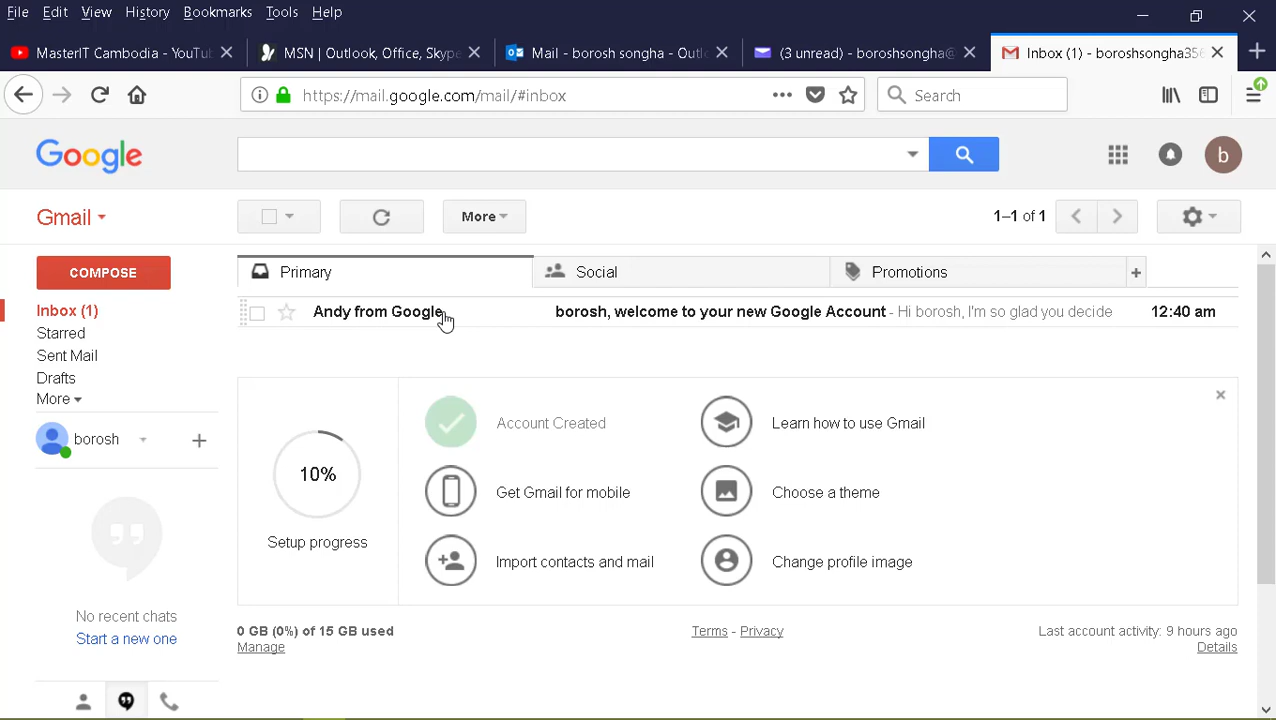 File Edit View History Bookmarks Tools Help
MasterIT Cambodia - YouTu
MSN | Outlook, Office, Skype
Mail - borosh songha - Outl
(3 unread) - boroshsongha@
Inbox (1) - boroshsongha356
https://mail.google.com/mail/#inbox
Search
Google
b
Gmail
More
1–1 of 1
COMPOSE
Primary
Social
Promotions
Inbox (1)
Andy from Google
borosh, welcome to your new Google Account - Hi borosh, I'm so glad you decide
12:40 am
Starred
Sent Mail
Drafts
More
borosh
10%
Setup progress
Account Created
Learn how to use Gmail
Get Gmail for mobile
Choose a theme
Import contacts and mail
Change profile image
No recent chats
Start a new one
0 GB (0%) of 15 GB used
Manage
Terms - Privacy
Last account activity: 9 hours ago
Details